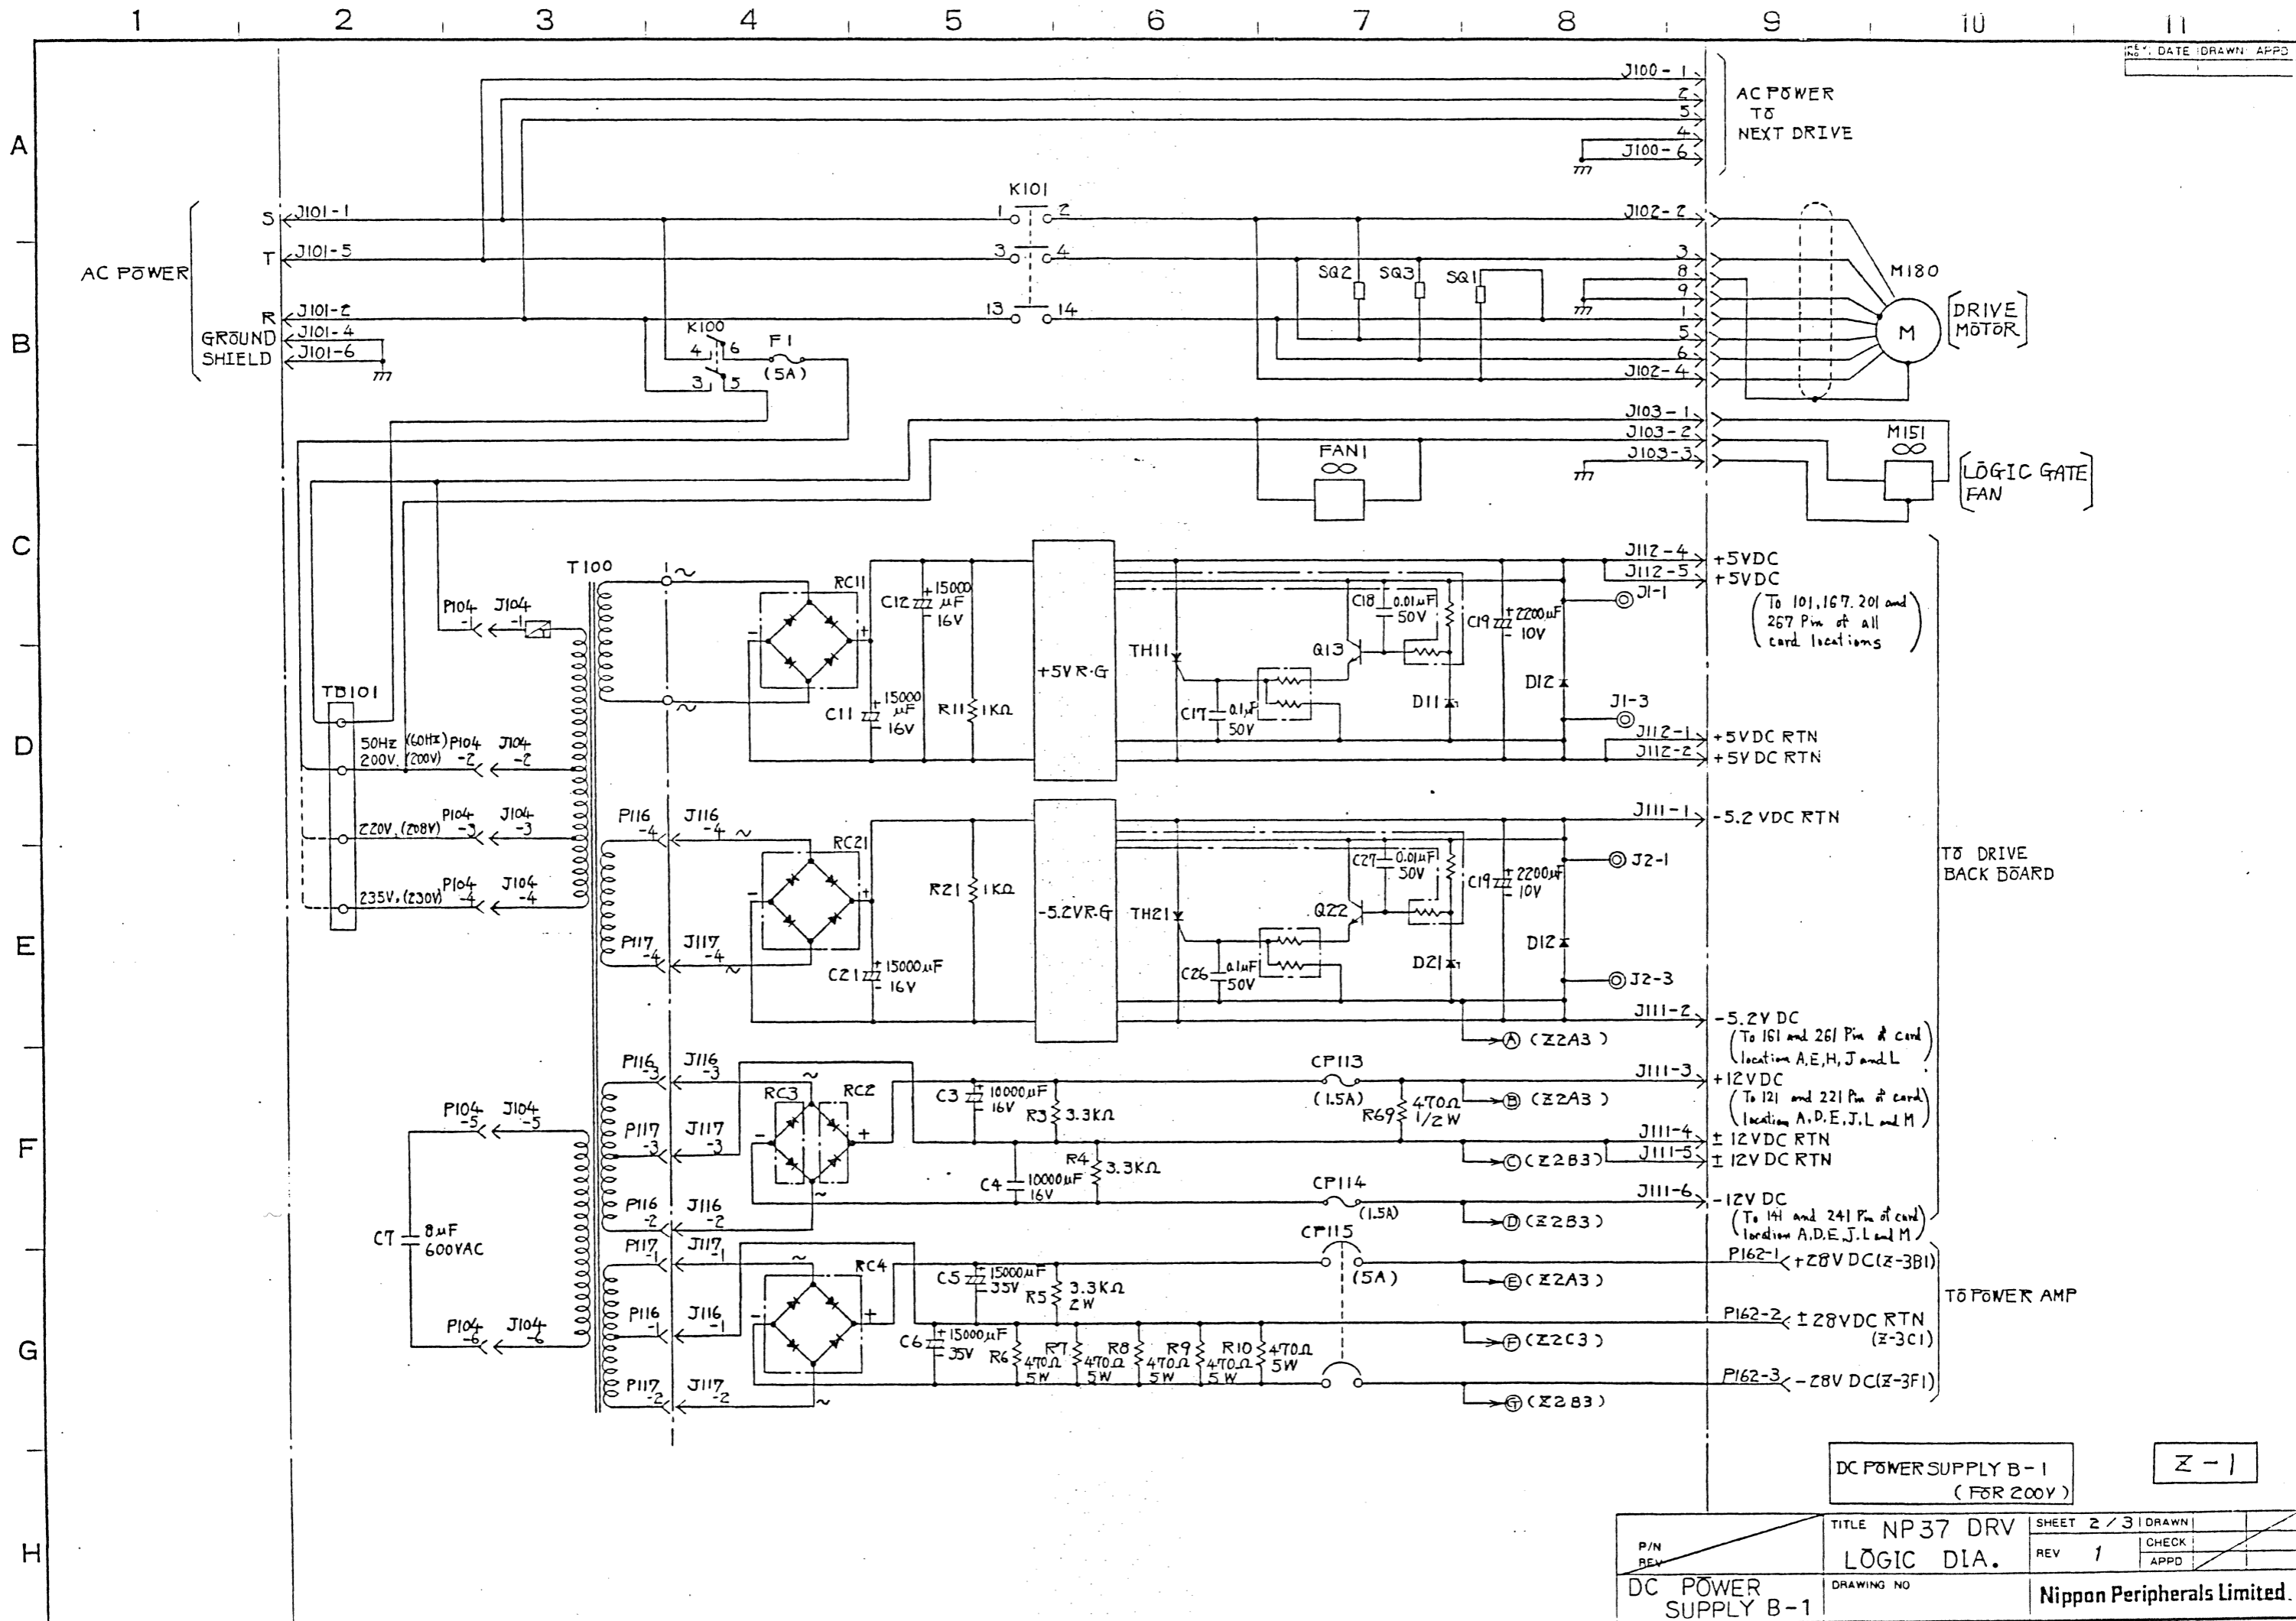 1 2 3 4 5 6 7 8 9 10 11
A
B
C
D
E
F
G
H
REV NO DATE DRAWN APPD
J100-1
2
5
4
J100-6
AC POWER
TO
NEXT DRIVE
AC POWER
S J101-1
T J101-5
R J101-2
GROUND J101-4
SHIELD J101-6
K101
1 2
3 4
13 14
K100
4 6
3 5
F1
(5A)
SQ2 SQ3 SQ1
J102-2
3
8
9
1
5
6
J102-4
M180
M
DRIVE
MOTOR
J103-1
J103-2
J103-3
FAN1
M151
LOGIC GATE
FAN
T100
P104
-1
J104
-1
TB101
50HZ (60HZ)
200V. (200V)
P104
-2
J104
-2
220V, (208V)
P104
-3
J104
-3
235V, (230V)
P104
-4
J104
-4
1
~
~
RC11
-
+
C12
+
15000
μF
-
16V
C11
+
15000
μF
-
16V
R11 1KΩ
+5V R·G
TH11
C17
0.1μF
50V
Q13
C18
0.01μF
50V
D11
C19
+
2200μF
-
10V
D12
J1-1
J1-3
J112-4 +5VDC
J112-5 +5VDC
(To 101,167.201 and
267 Pin of all
card locations)
J112-1 +5VDC RTN
J112-2 +5VDC RTN
P116
-4
J116
-4
~
P117
-4
J117
-4
~
RC21
-
+
C21
+
15000μF
-
16V
R21 1KΩ
-5.2VR·G
TH21
C26
0.1μF
50V
Q22
C27
0.01μF
50V
D21
C19
+
2200μF
-
10V
D12
J2-1
J2-3
J111-1 -5.2VDC RTN
TO DRIVE
BACK BOARD
J111-2 -5.2V DC
(To 161 and 261 Pin of card
location A,E,H,J and L)
A (Z2A3)
P116
-3
J116
-3
~
P117
-3
J117
-3
P116
-2
J116
-2
~
RC3 RC2
-
+
C3
+
10000μF
-
16V
R3 3.3KΩ
C4
10000μF
16V
R4 3.3KΩ
CP113
(1.5A)
R69
470Ω
1/2W
B (Z2A3)
J111-3 +12VDC
(To 121 and 221 Pin of card
location A,D,E,J,L and M)
J111-4 ±12VDC RTN
J111-5 ±12VDC RTN
C (Z2B3)
CP114
(1.5A)
D (Z2B3)
J111-6 -12V DC
(To 141 and 241 Pin of card
location A,D,E,J,L and M)
P104
-5
J104
-5
C7
8μF
600VAC
P104
-6
J104
-6
P117
-1
J117
-1
~
P116
-1
J116
-1
P117
-2
J117
-2
~
RC4
-
+
C5
+
15000μF
-
35V
R5
3.3KΩ
2W
C6
+
15000μF
-
35V
R6
470Ω
5W
R7
470Ω
5W
R8
470Ω
5W
R9
470Ω
5W
R10
470Ω
5W
CP115
(5A)
E (Z2A3)
F (Z2C3)
G (Z2B3)
P162-1 +28V DC(Z-3B1)
P162-2 ±28VDC RTN
(Z-3C1)
P162-3 -28V DC(Z-3F1)
TO POWER AMP
DC POWER SUPPLY B-1
(FOR 200V)
Z-1
P/N
REV
TITLE NP37 DRV
LOGIC DIA.
SHEET 2/3 DRAWN
REV 1 CHECK
APPD
DC POWER
SUPPLY B-1
DRAWING NO
Nippon Peripherals Limited